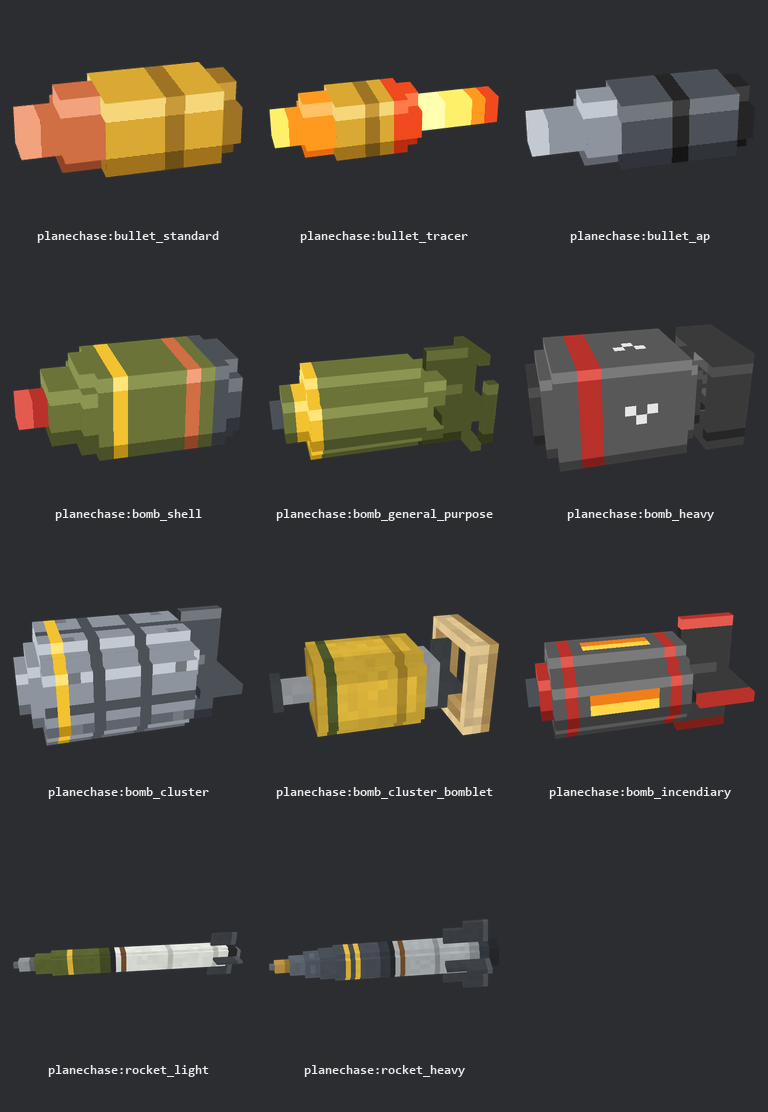 planechase:bullet_standard
planechase:bullet_tracer
planechase:bullet_ap
planechase:bomb_shell
planechase:bomb_general_purpose
planechase:bomb_heavy
planechase:bomb_cluster
planechase:bomb_cluster_bomblet
planechase:bomb_incendiary
planechase:rocket_light
planechase:rocket_heavy